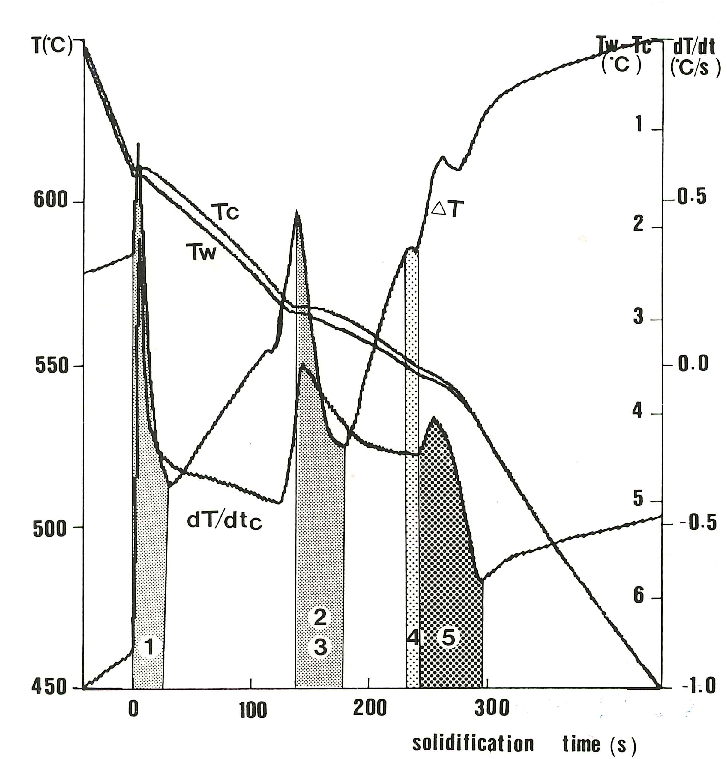 T(°C)
Tw-Tc
(°C)
dT/dt
(°C/s)
1
600
0.5
Tc
ΔT
2
Tw
3
550
0.0
4
5
dT/dtc
500
-0.5
6
2
3
1
4
5
450
-1.0
0
100
200
300
solidification time (s)